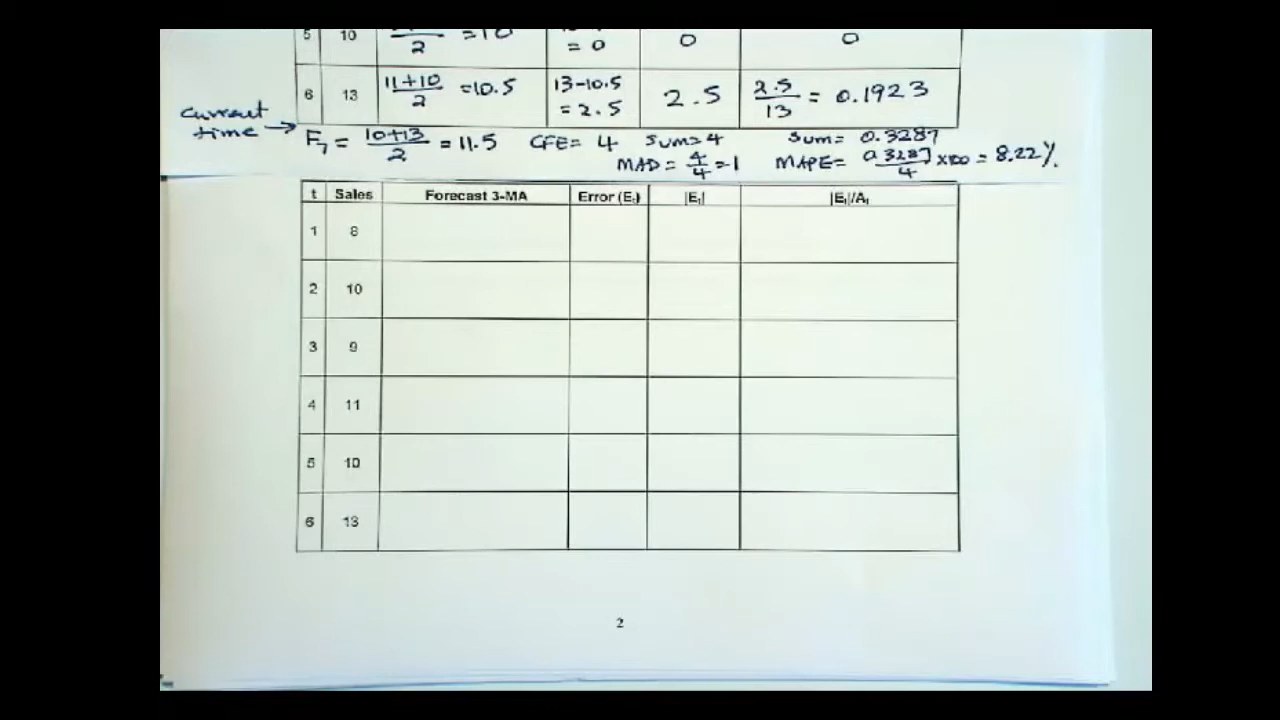 5 10 2 =10 = 0 0 0
6 13 11+10/2 =10.5 13-10.5 = 2.5 2.5 2.5/13 = 0.1923
Current time → F7 = 10+13/2 = 11.5 CFE= 4 Sum=4 Sum= 0.3287
MAD = 4/4 = 1 MAPE= 0.3287/4 x100 = 8.22%
t Sales Forecast 3-MA Error (Et) |Et| |Et|/At
1 8
2 10
3 9
4 11
5 10
6 13
2